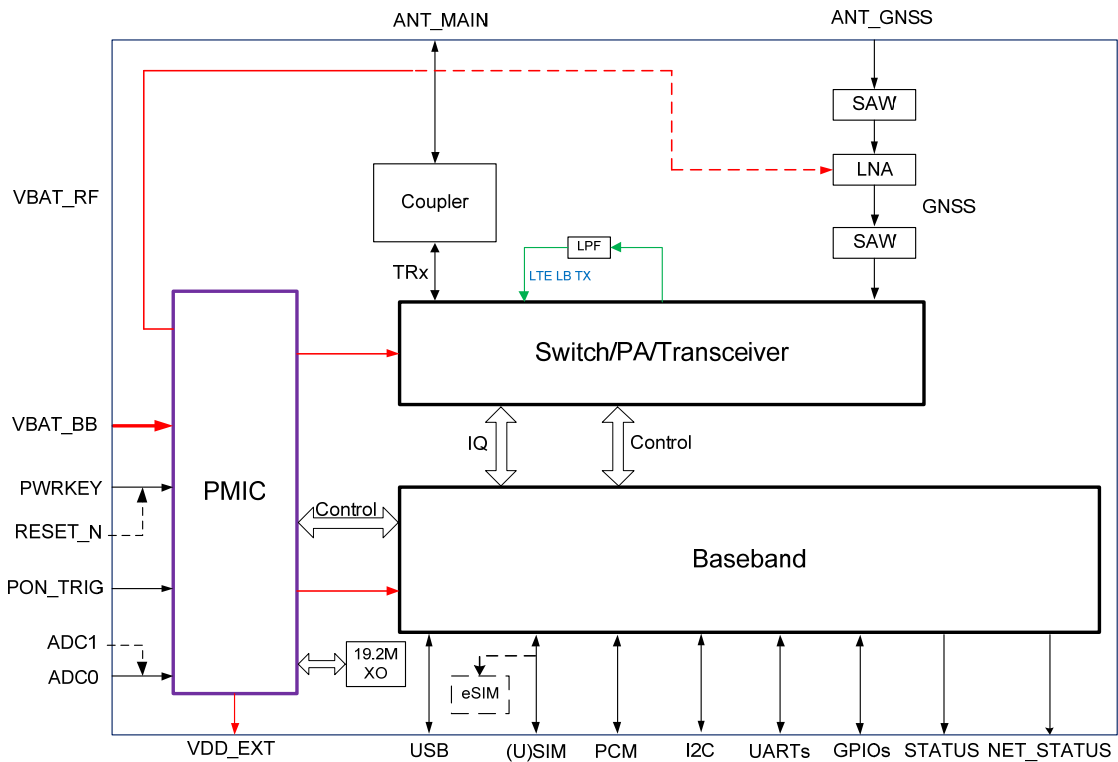 ANT_MAIN
ANT_GNSS
SAW
LNA
VBAT_RF
Coupler
GNSS
SAW
LPF
TRx
LTE LB TX
Switch/PA/Transceiver
VBAT_BB
IQ
Control
PWRKEY
PMIC
Control
RESET_N
Baseband
PON_TRIG
ADC1
19.2M
XO
ADC0
eSIM
VDD_EXT
USB
(U)SIM
PCM
I2C
UARTs
GPIOs
STATUS
NET_STATUS